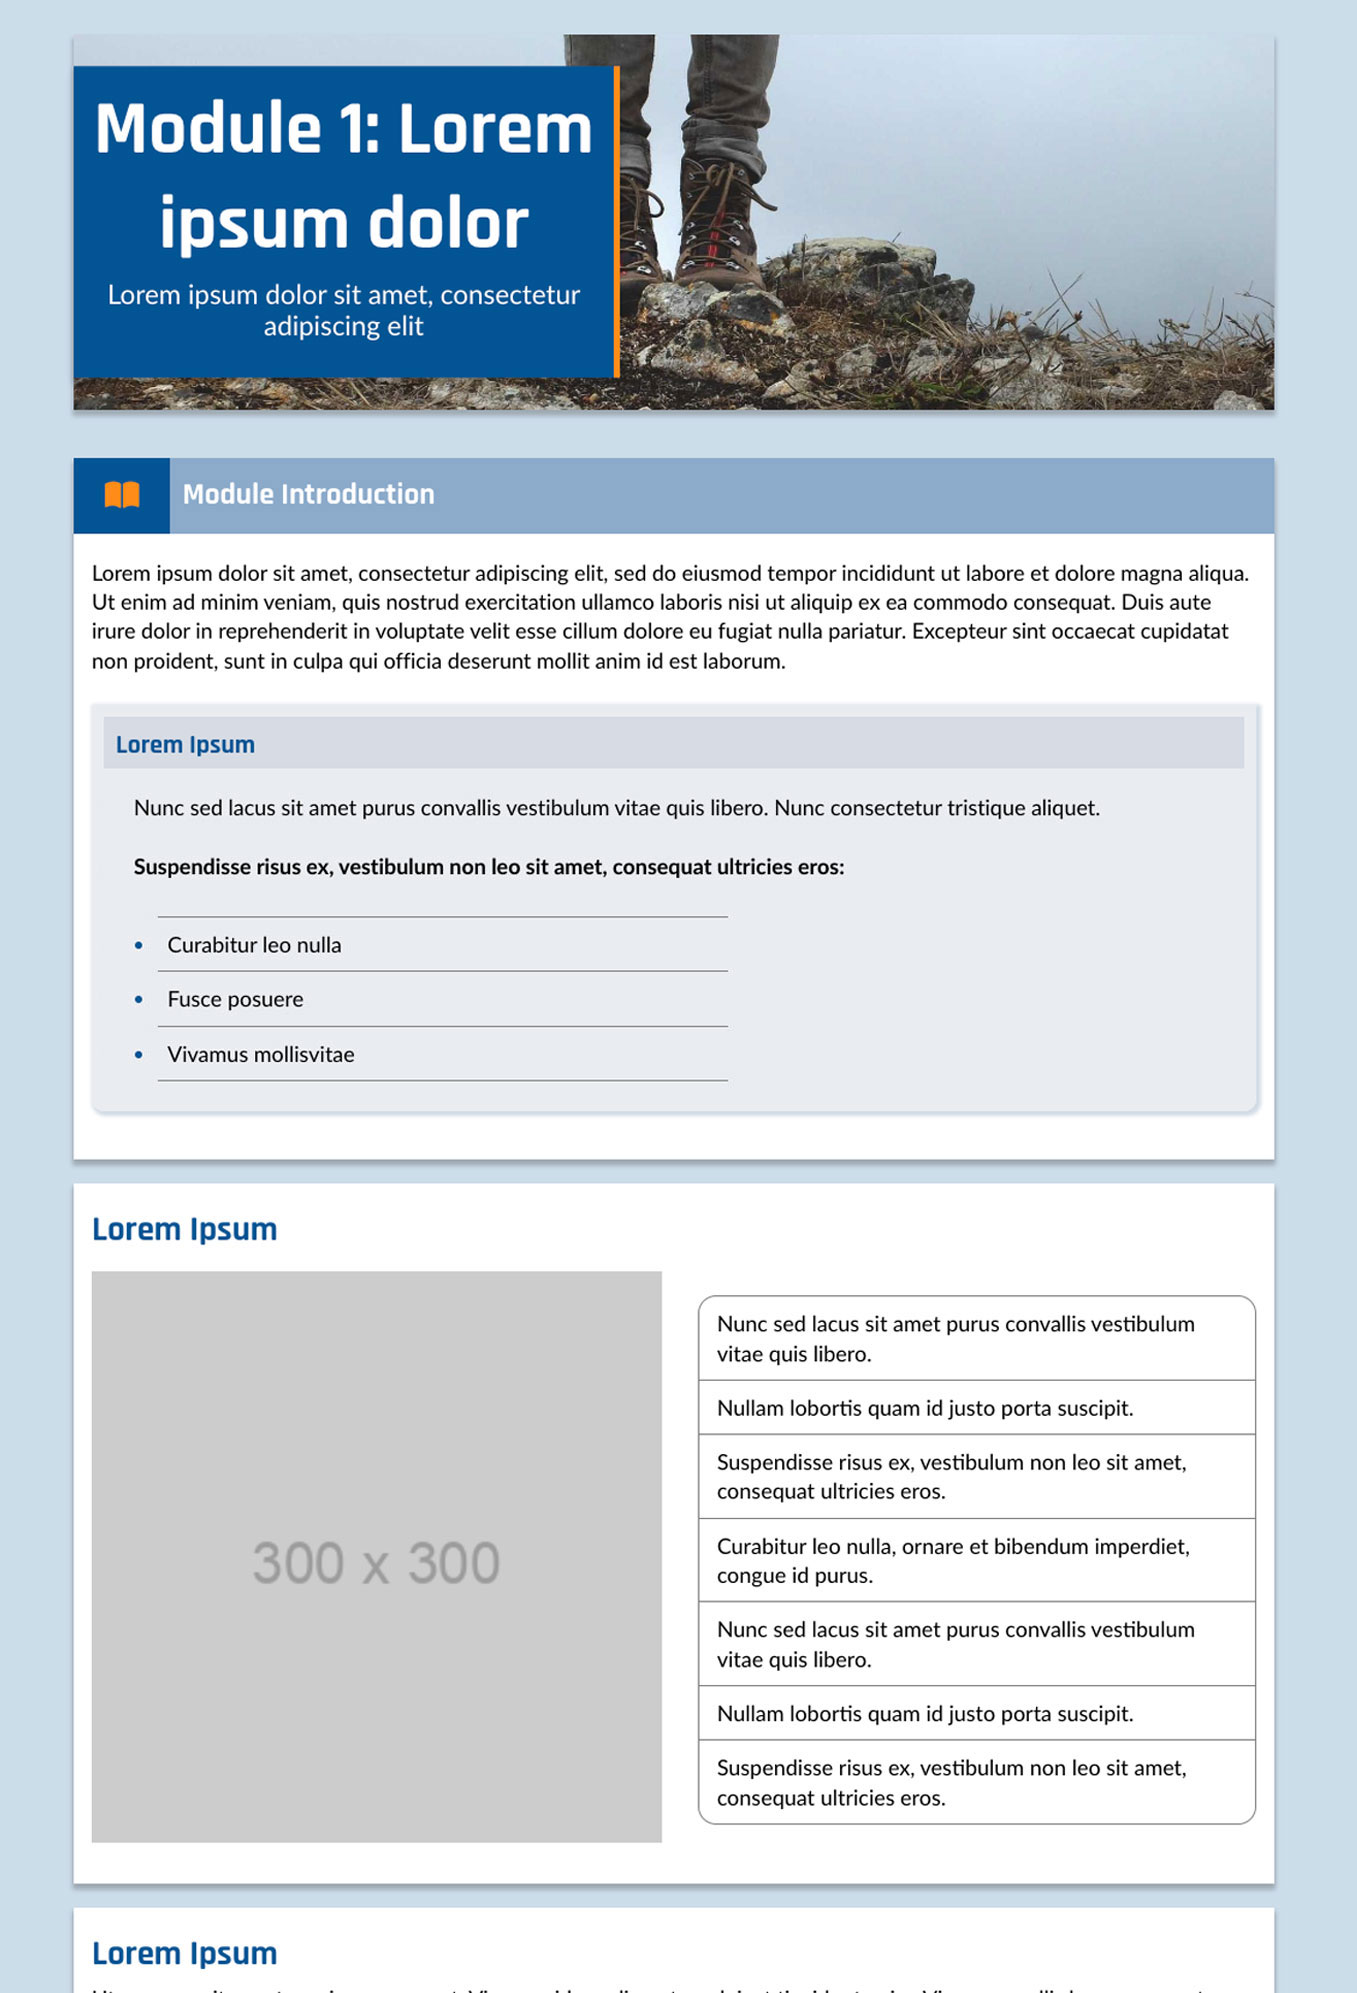 Module 1: Lorem
ipsum dolor
Lorem ipsum dolor sit amet, consectetur
adipiscing elit
Module Introduction
Lorem ipsum dolor sit amet, consectetur adipiscing elit, sed do eiusmod tempor incididunt ut labore et dolore magna aliqua.
Ut enim ad minim veniam, quis nostrud exercitation ullamco laboris nisi ut aliquip ex ea commodo consequat. Duis aute
irure dolor in reprehenderit in voluptate velit esse cillum dolore eu fugiat nulla pariatur. Excepteur sint occaecat cupidatat
non proident, sunt in culpa qui officia deserunt mollit anim id est laborum.
Lorem Ipsum
Nunc sed lacus sit amet purus convallis vestibulum vitae quis libero. Nunc consectetur tristique aliquet.
Suspendisse risus ex, vestibulum non leo sit amet, consequat ultricies eros:
• Curabitur leo nulla
• Fusce posuere
• Vivamus mollisvitae
Lorem Ipsum
300 x 300
Nunc sed lacus sit amet purus convallis vestibulum
vitae quis libero.
Nullam lobortis quam id justo porta suscipit.
Suspendisse risus ex, vestibulum non leo sit amet,
consequat ultricies eros.
Curabitur leo nulla, ornare et bibendum imperdiet,
congue id purus.
Nunc sed lacus sit amet purus convallis vestibulum
vitae quis libero.
Nullam lobortis quam id justo porta suscipit.
Suspendisse risus ex, vestibulum non leo sit amet,
consequat ultricies eros.
Lorem Ipsum